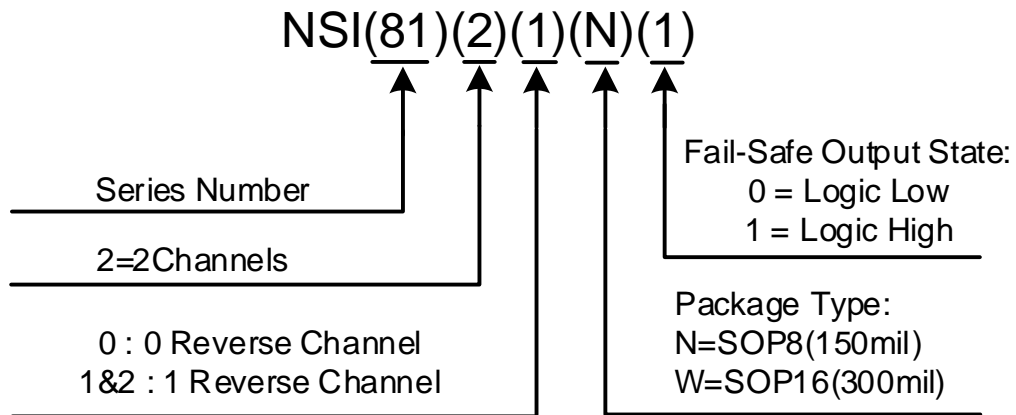 NSI(81)(2)(1)(N)(1)
Series Number
2=2Channels
0 : 0 Reverse Channel
1&2 : 1 Reverse Channel
Fail-Safe Output State:
0 = Logic Low
1 = Logic High
Package Type:
N=SOP8(150mil)
W=SOP16(300mil)